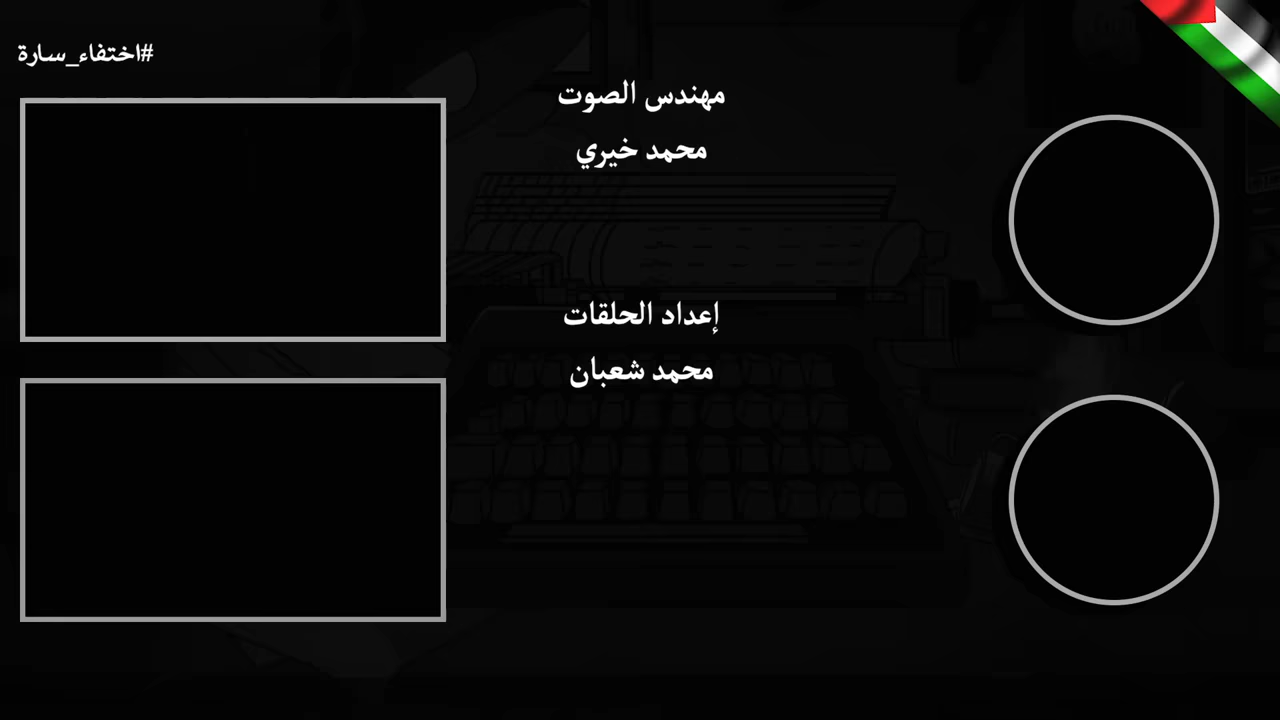 #اختفاء_سارة
مهندس الصوت
محمد خيري
إعداد الحلقات
محمد شعبان